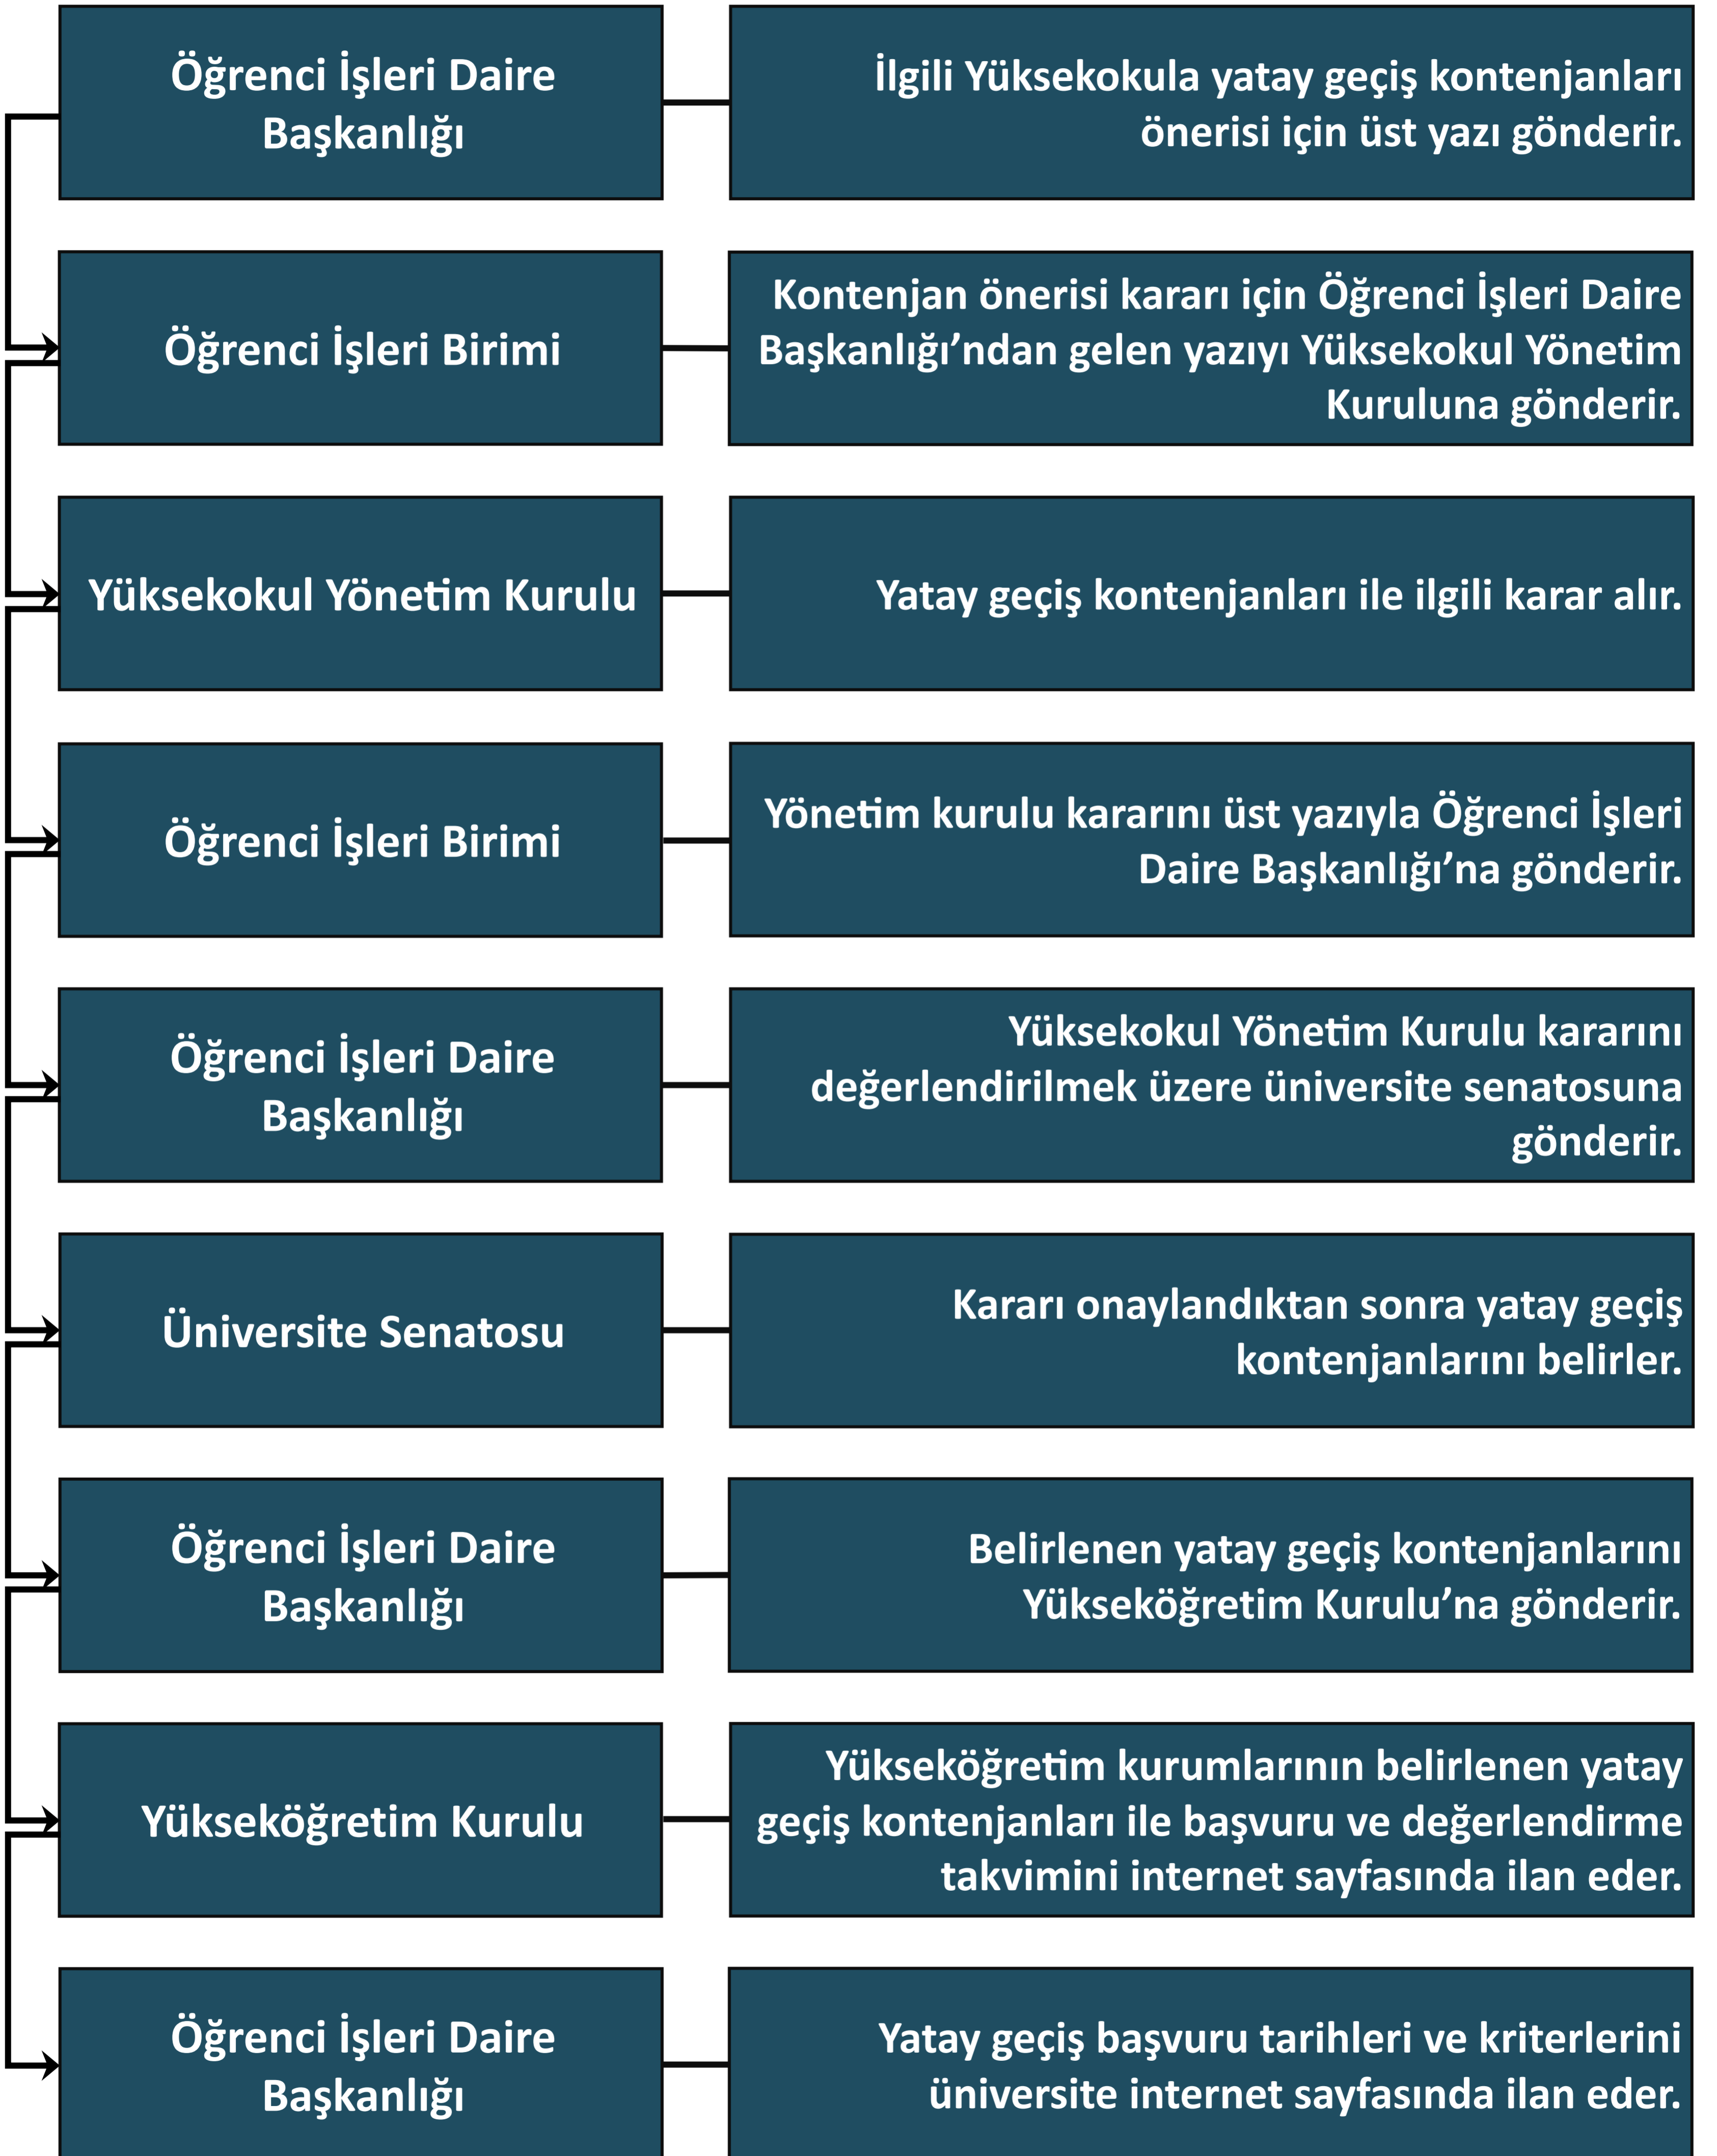 Öğrenci İşleri Daire
Başkanlığı
İlgili Yüksekokula yatay geçiş kontenjanları
önerisi için üst yazı gönderir.
Öğrenci İşleri Birimi
Kontenjan önerisi kararı için Öğrenci İşleri Daire
Başkanlığı’ndan gelen yazıyı Yüksekokul Yönetim
Kuruluna gönderir.
Yüksekokul Yönetim Kurulu
Yatay geçiş kontenjanları ile ilgili karar alır.
Öğrenci İşleri Birimi
Yönetim kurulu kararını üst yazıyla Öğrenci İşleri
Daire Başkanlığı’na gönderir.
Öğrenci İşleri Daire
Başkanlığı
Yüksekokul Yönetim Kurulu kararını
değerlendirilmek üzere üniversite senatosuna
gönderir.
Üniversite Senatosu
Kararı onaylandıktan sonra yatay geçiş
kontenjanlarını belirler.
Öğrenci İşleri Daire
Başkanlığı
Belirlenen yatay geçiş kontenjanlarını
Yükseköğretim Kurulu’na gönderir.
Yükseköğretim Kurulu
Yükseköğretim kurumlarının belirlenen yatay
geçiş kontenjanları ile başvuru ve değerlendirme
takvimini internet sayfasında ilan eder.
Öğrenci İşleri Daire
Başkanlığı
Yatay geçiş başvuru tarihleri ve kriterlerini
üniversite internet sayfasında ilan eder.